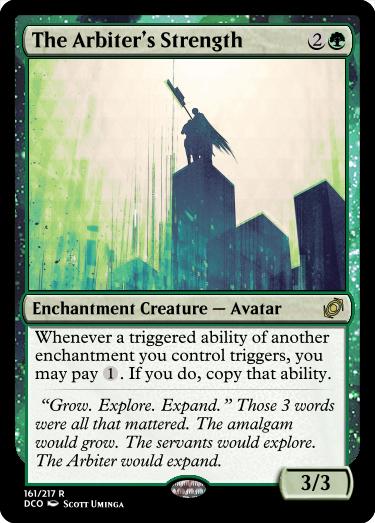 The Arbiter's Strength 2
Enchantment Creature — Avatar
Whenever a triggered ability of another
enchantment you control triggers, you
may pay 1. If you do, copy that ability.
"Grow. Explore. Expand." Those 3 words
were all that mattered. The amalgam
would grow. The servants would explore.
The Arbiter would expand.
3/3
161/217 R
DCO Scott Uminga